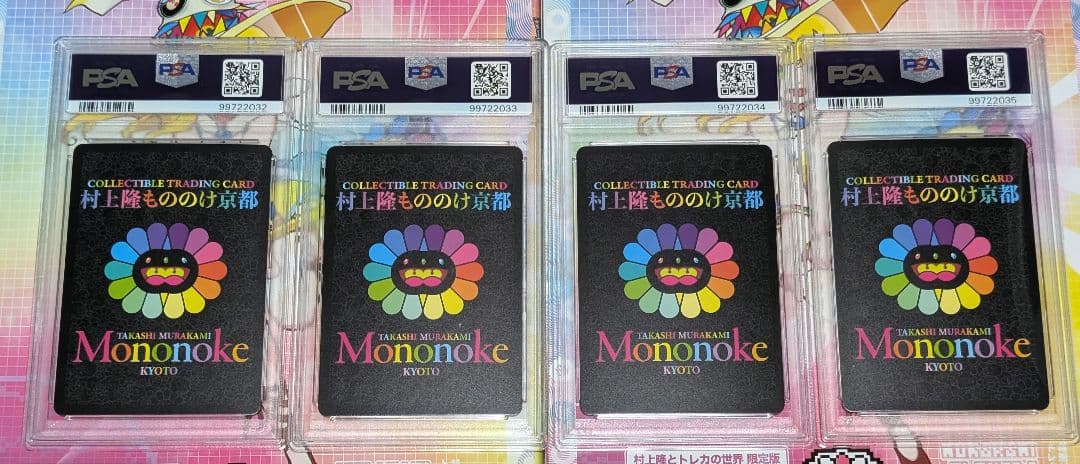 PSA PSA
99722032
COLLECTIBLE TRADING CARD
村上隆もののけ京都
TAKASHI MURAKAMI
Mononoke
KYOTO
PSA PSA
99722033
COLLECTIBLE TRADING CARD
村上隆もののけ京都
TAKASHI MURAKAMI
Mononoke
KYOTO
PSA PSA
99722034
COLLECTIBLE TRADING CARD
村上隆もののけ京都
TAKASHI MURAKAMI
Mononoke
KYOTO
PSA PSA
99722035
COLLECTIBLE TRADING CARD
村上隆もののけ京都
TAKASHI MURAKAMI
Mononoke
KYOTO
村上隆とトレカの世界 限定版